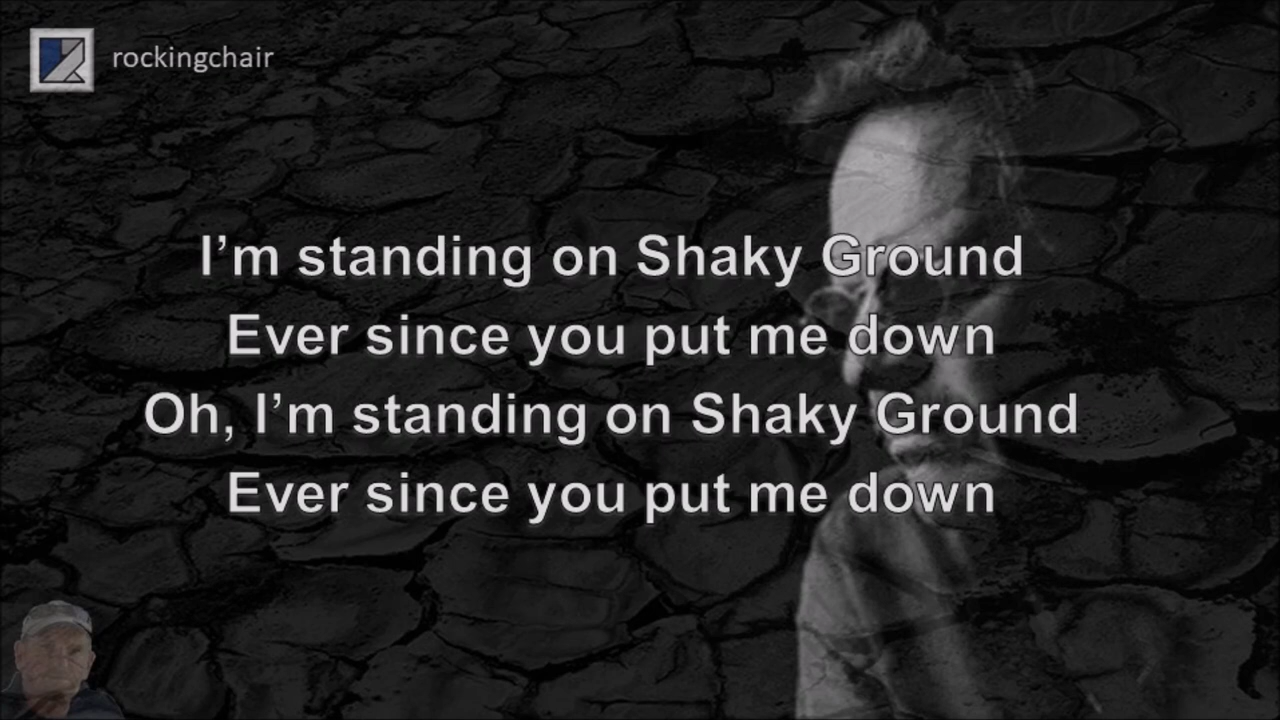 rockingchair
I’m standing on Shaky Ground
Ever since you put me down
Oh, I’m standing on Shaky Ground
Ever since you put me down